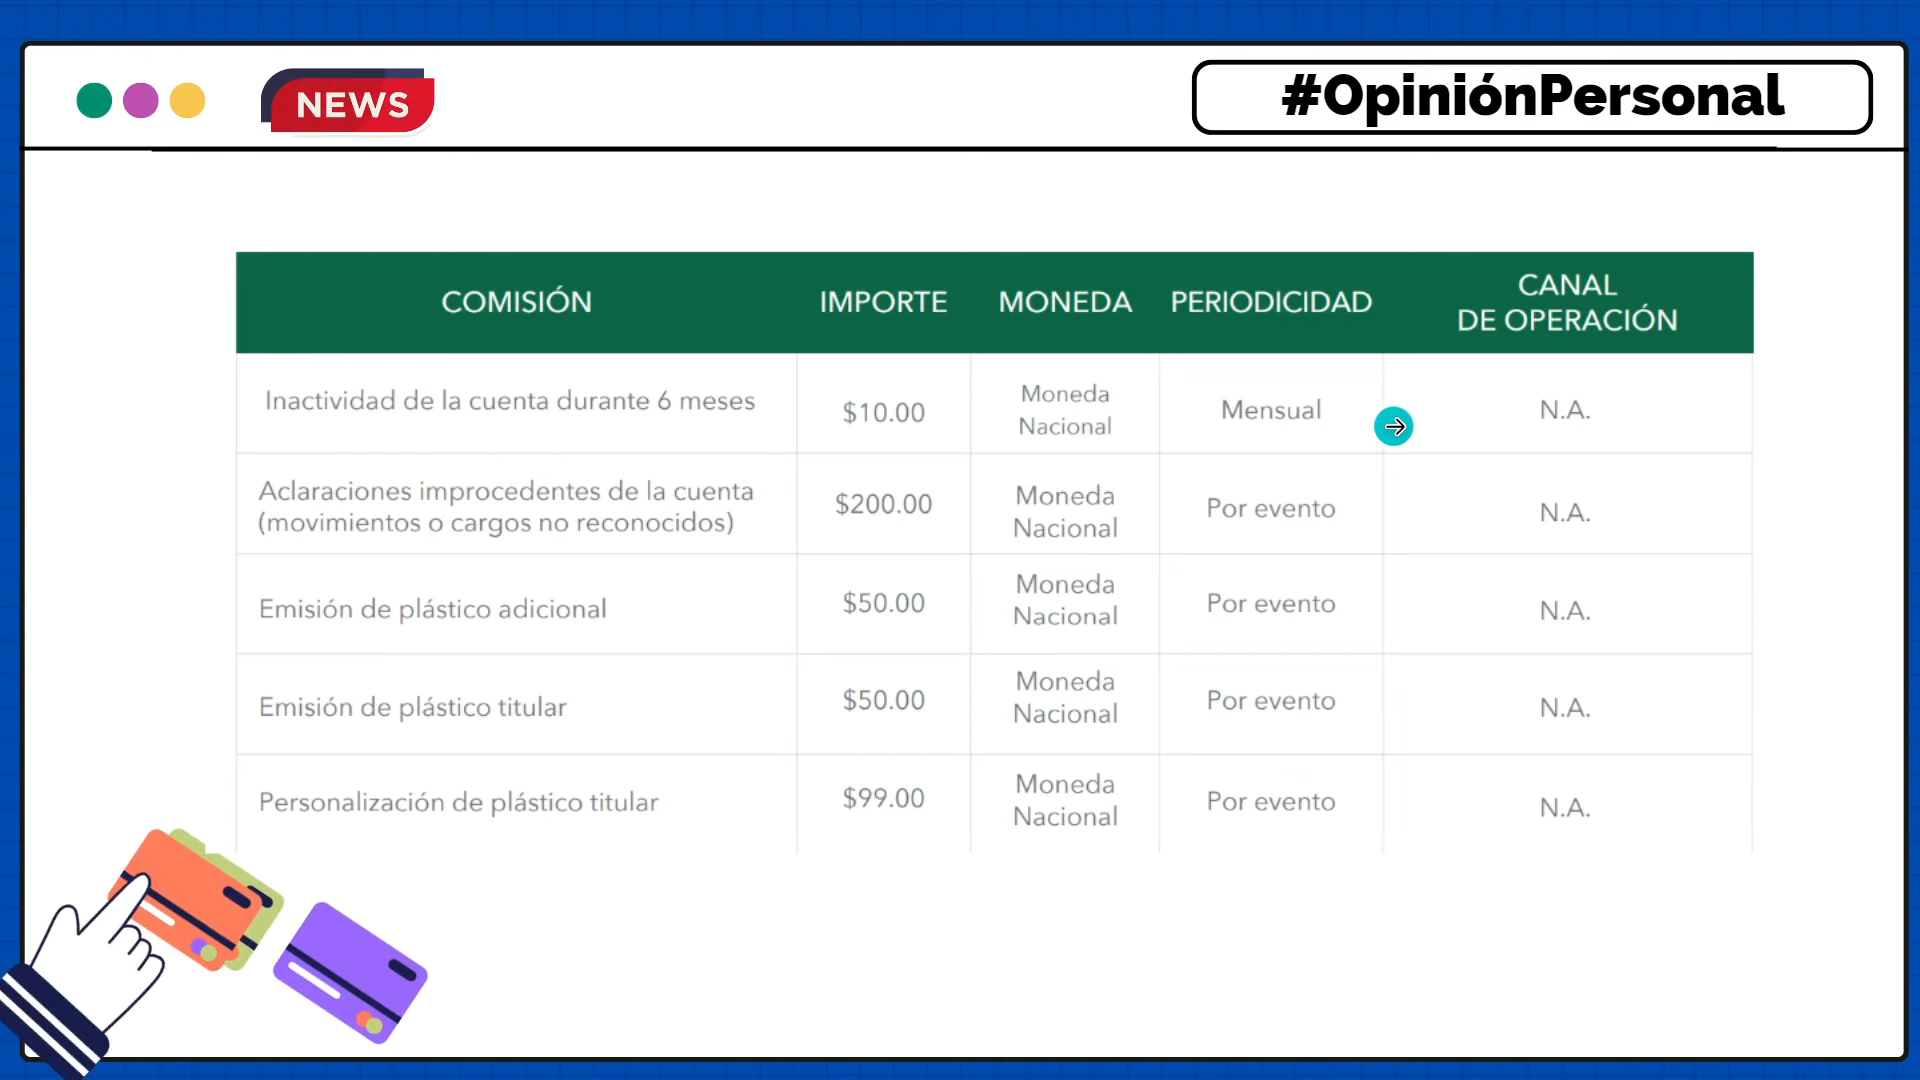 NEWS
#OpiniónPersonal
COMISIÓN IMPORTE MONEDA PERIODICIDAD CANAL
DE OPERACIÓN
Inactividad de la cuenta durante 6 meses $10.00 Moneda
Nacional Mensual N.A.
Aclaraciones improcedentes de la cuenta
(movimientos o cargos no reconocidos) $200.00 Moneda
Nacional Por evento N.A.
Emisión de plástico adicional $50.00 Moneda
Nacional Por evento N.A.
Emisión de plástico titular $50.00 Moneda
Nacional Por evento N.A.
Personalización de plástico titular $99.00 Moneda
Nacional Por evento N.A.